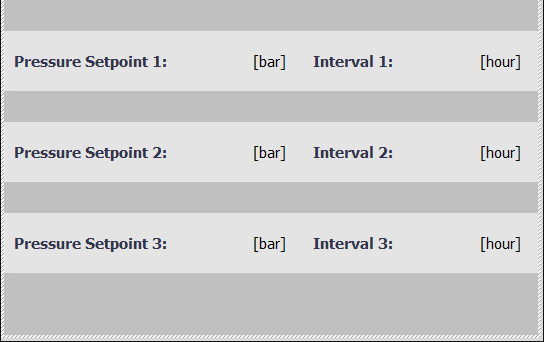 Pressure Setpoint 1: [bar] Interval 1: [hour]
Pressure Setpoint 2: [bar] Interval 2: [hour]
Pressure Setpoint 3: [bar] Interval 3: [hour]